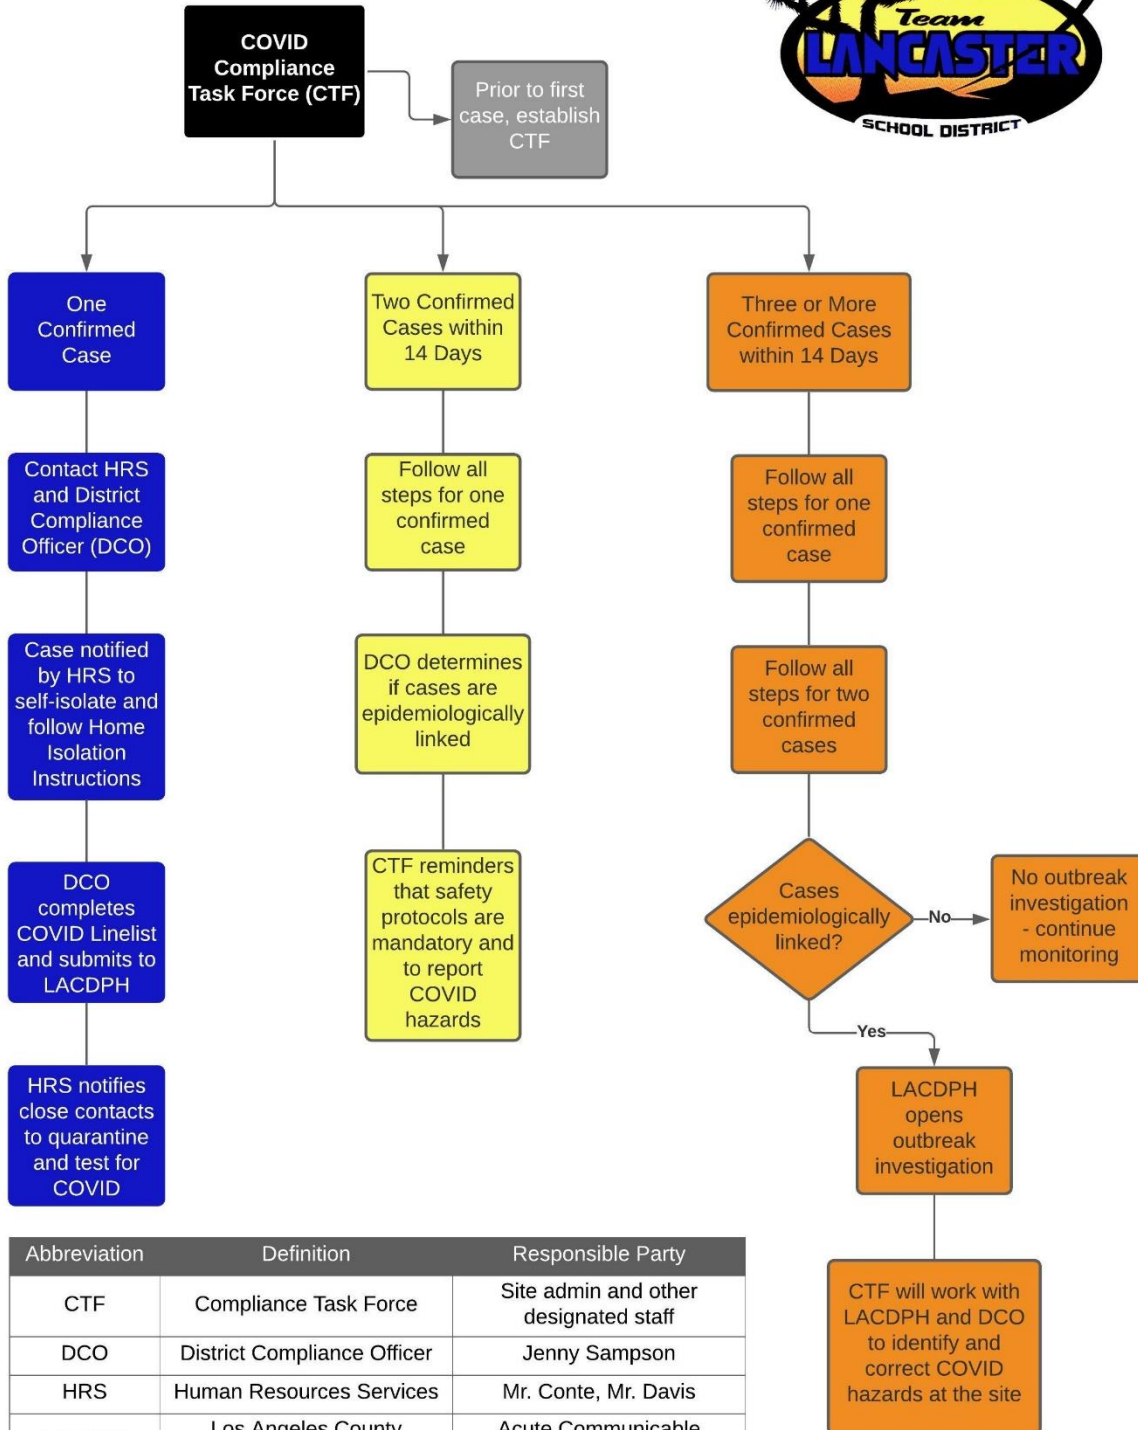 Team
LANCASTER
SCHOOL DISTRICT
COVID
Compliance
Task Force (CTF)
Prior to first
case, establish
CTF
One
Confirmed
Case
Contact HRS
and District
Compliance
Officer (DCO)
Case notified
by HRS to
self-isolate and
follow Home
Isolation
Instructions
DCO
completes
COVID Linelist
and submits to
LACDPH
HRS notifies
close contacts
to quarantine
and test for
COVID
Two Confirmed
Cases within
14 Days
Follow all
steps for one
confirmed
case
DCO determines
if cases are
epidemiologically
linked
CTF reminders
that safety
protocols are
mandatory and
to report
COVID
hazards
Three or More
Confirmed Cases
within 14 Days
Follow all
steps for one
confirmed
case
Follow all
steps for two
confirmed
cases
Cases
epidemiologically
linked?
No
No outbreak
investigation
- continue
monitoring
Yes
LACDPH
opens
outbreak
investigation
CTF will work with
LACDPH and DCO
to identify and
correct COVID
hazards at the site
Abbreviation Definition Responsible Party
CTF Compliance Task Force Site admin and other
designated staff
DCO District Compliance Officer Jenny Sampson
HRS Human Resources Services Mr. Conte, Mr. Davis
Los Angeles County Acute Communicable